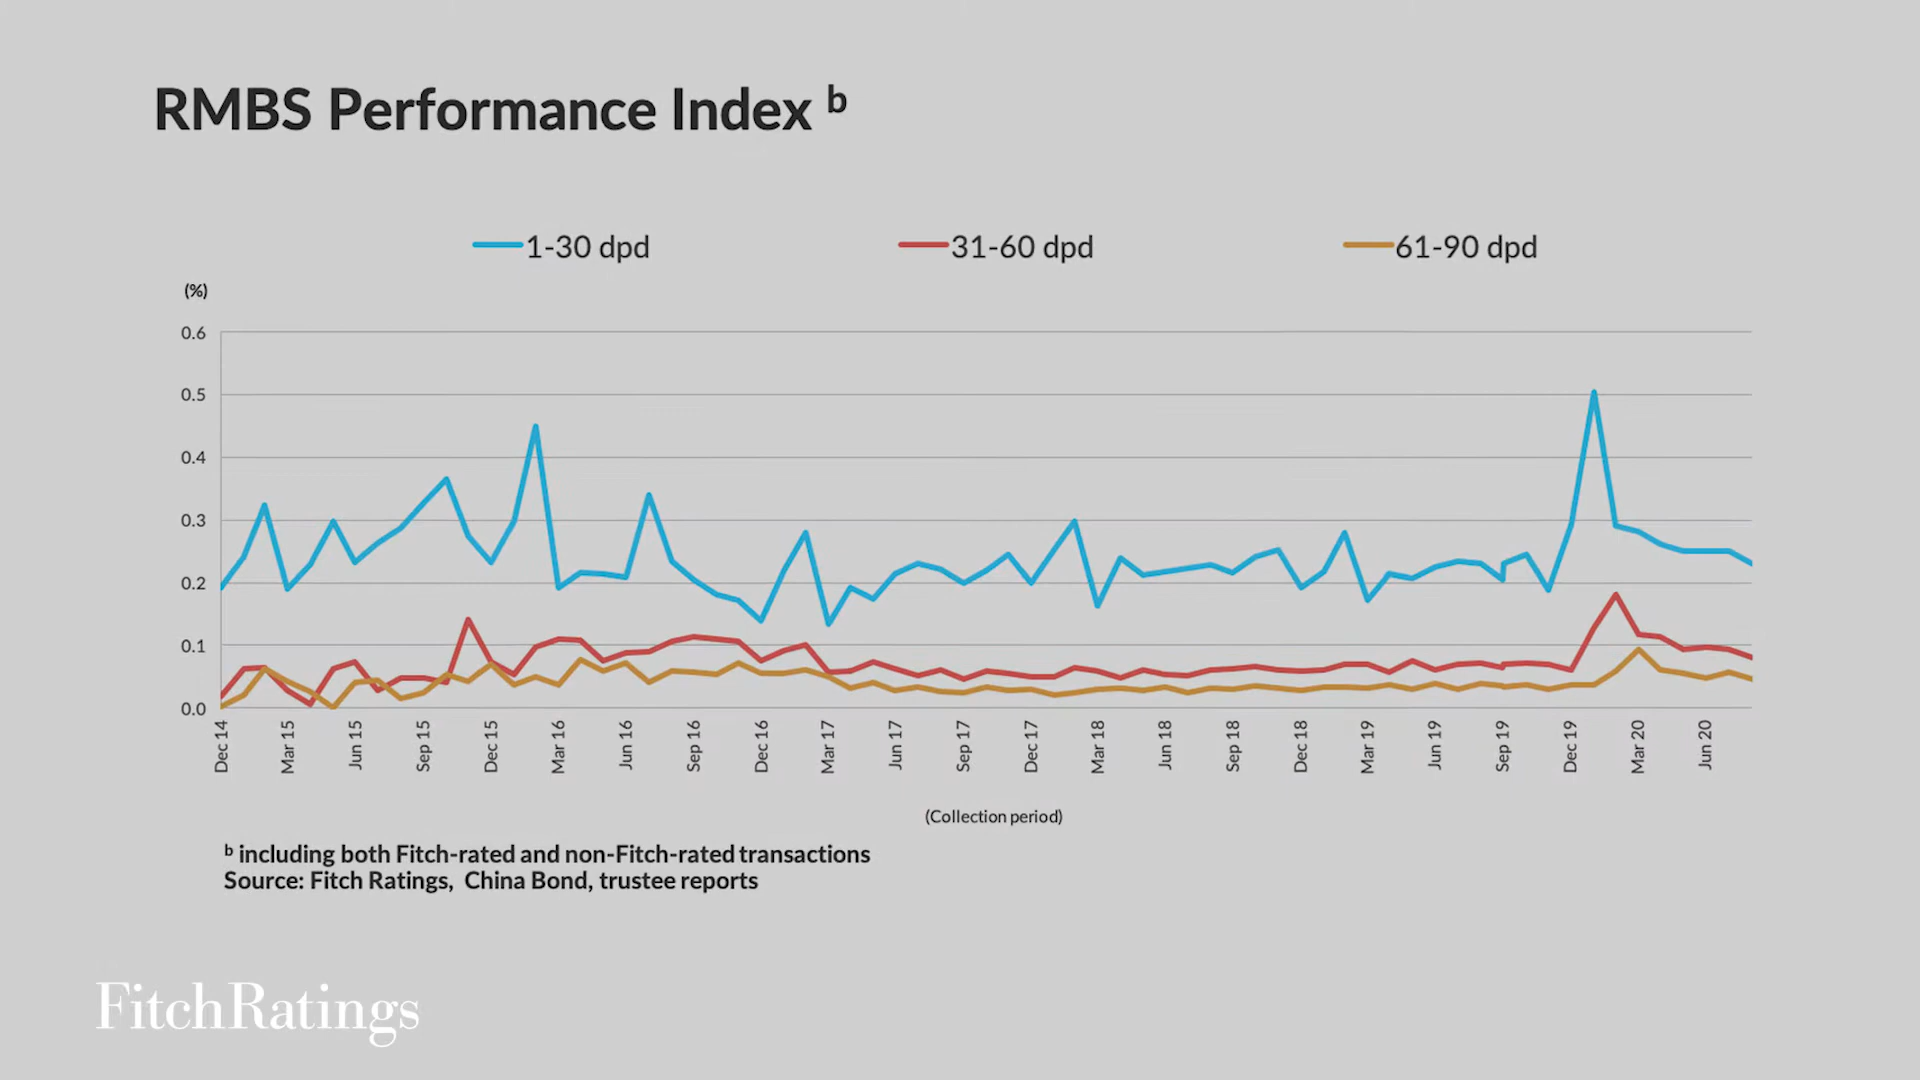 RMBS Performance Index b
1-30 dpd
31-60 dpd
61-90 dpd
(%)
0.6
0.5
0.4
0.3
0.2
0.1
0.0
Dec 14
Mar 15
Jun 15
Sep 15
Dec 15
Mar 16
Jun 16
Sep 16
Dec 16
Mar 17
Jun 17
Sep 17
Dec 17
Mar 18
Jun 18
Sep 18
Dec 18
Mar 19
Jun 19
Sep 19
Dec 19
Mar 20
Jun 20
(Collection period)
b including both Fitch-rated and non-Fitch-rated transactions
Source: Fitch Ratings, China Bond, trustee reports
FitchRatings